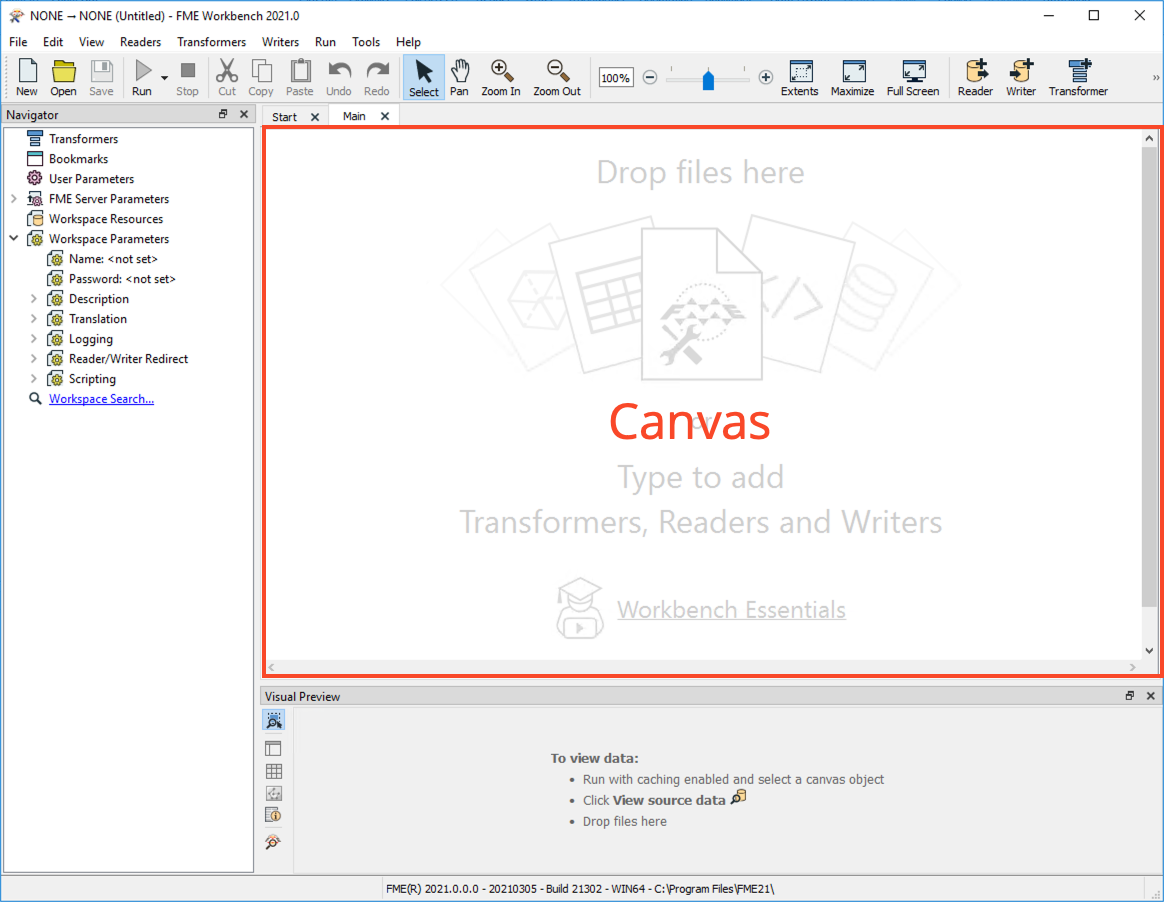 NONE → NONE (Untitled) - FME Workbench 2021.0
File Edit View Readers Transformers Writers Run Tools Help
New Open Save Run Stop Cut Copy Paste Undo Redo Select Pan Zoom In Zoom Out 100% Extents Maximize Full Screen Reader Writer Transformer
Navigator
Start Main
Transformers
Bookmarks
User Parameters
FME Server Parameters
Workspace Resources
Workspace Parameters
Name: <not set>
Password: <not set>
Description
Translation
Logging
Reader/Writer Redirect
Scripting
Workspace Search...
Drop files here
or
Canvas
Type to add
Transformers, Readers and Writers
Workbench Essentials
Visual Preview
To view data:
• Run with caching enabled and select a canvas object
• Click View source data
• Drop files here
FME(R) 2021.0.0.0 - 20210305 - Build 21302 - WIN64 - C:\Program Files\FME21\